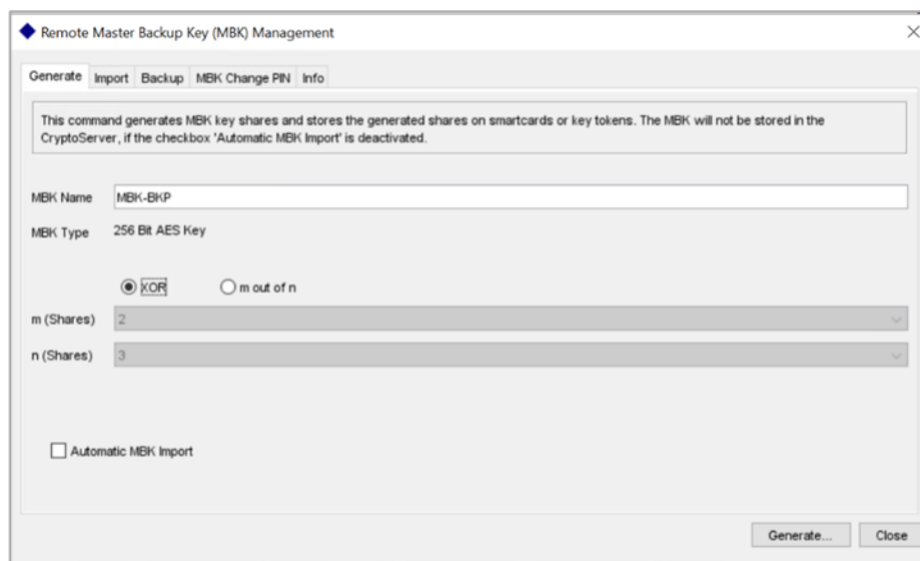 Remote Master Backup Key (MBK) Management
Generate Import Backup MBK Change PIN Info
This command generates MBK key shares and stores the generated shares on smartcards or key tokens. The MBK will not be stored in the
CryptoServer, if the checkbox 'Automatic MBK Import' is deactivated.
MBK Name MBK-BKP
MBK Type 256 Bit AES Key
XOR m out of n
m (Shares) 2
n (Shares) 3
Automatic MBK Import
Generate... Close